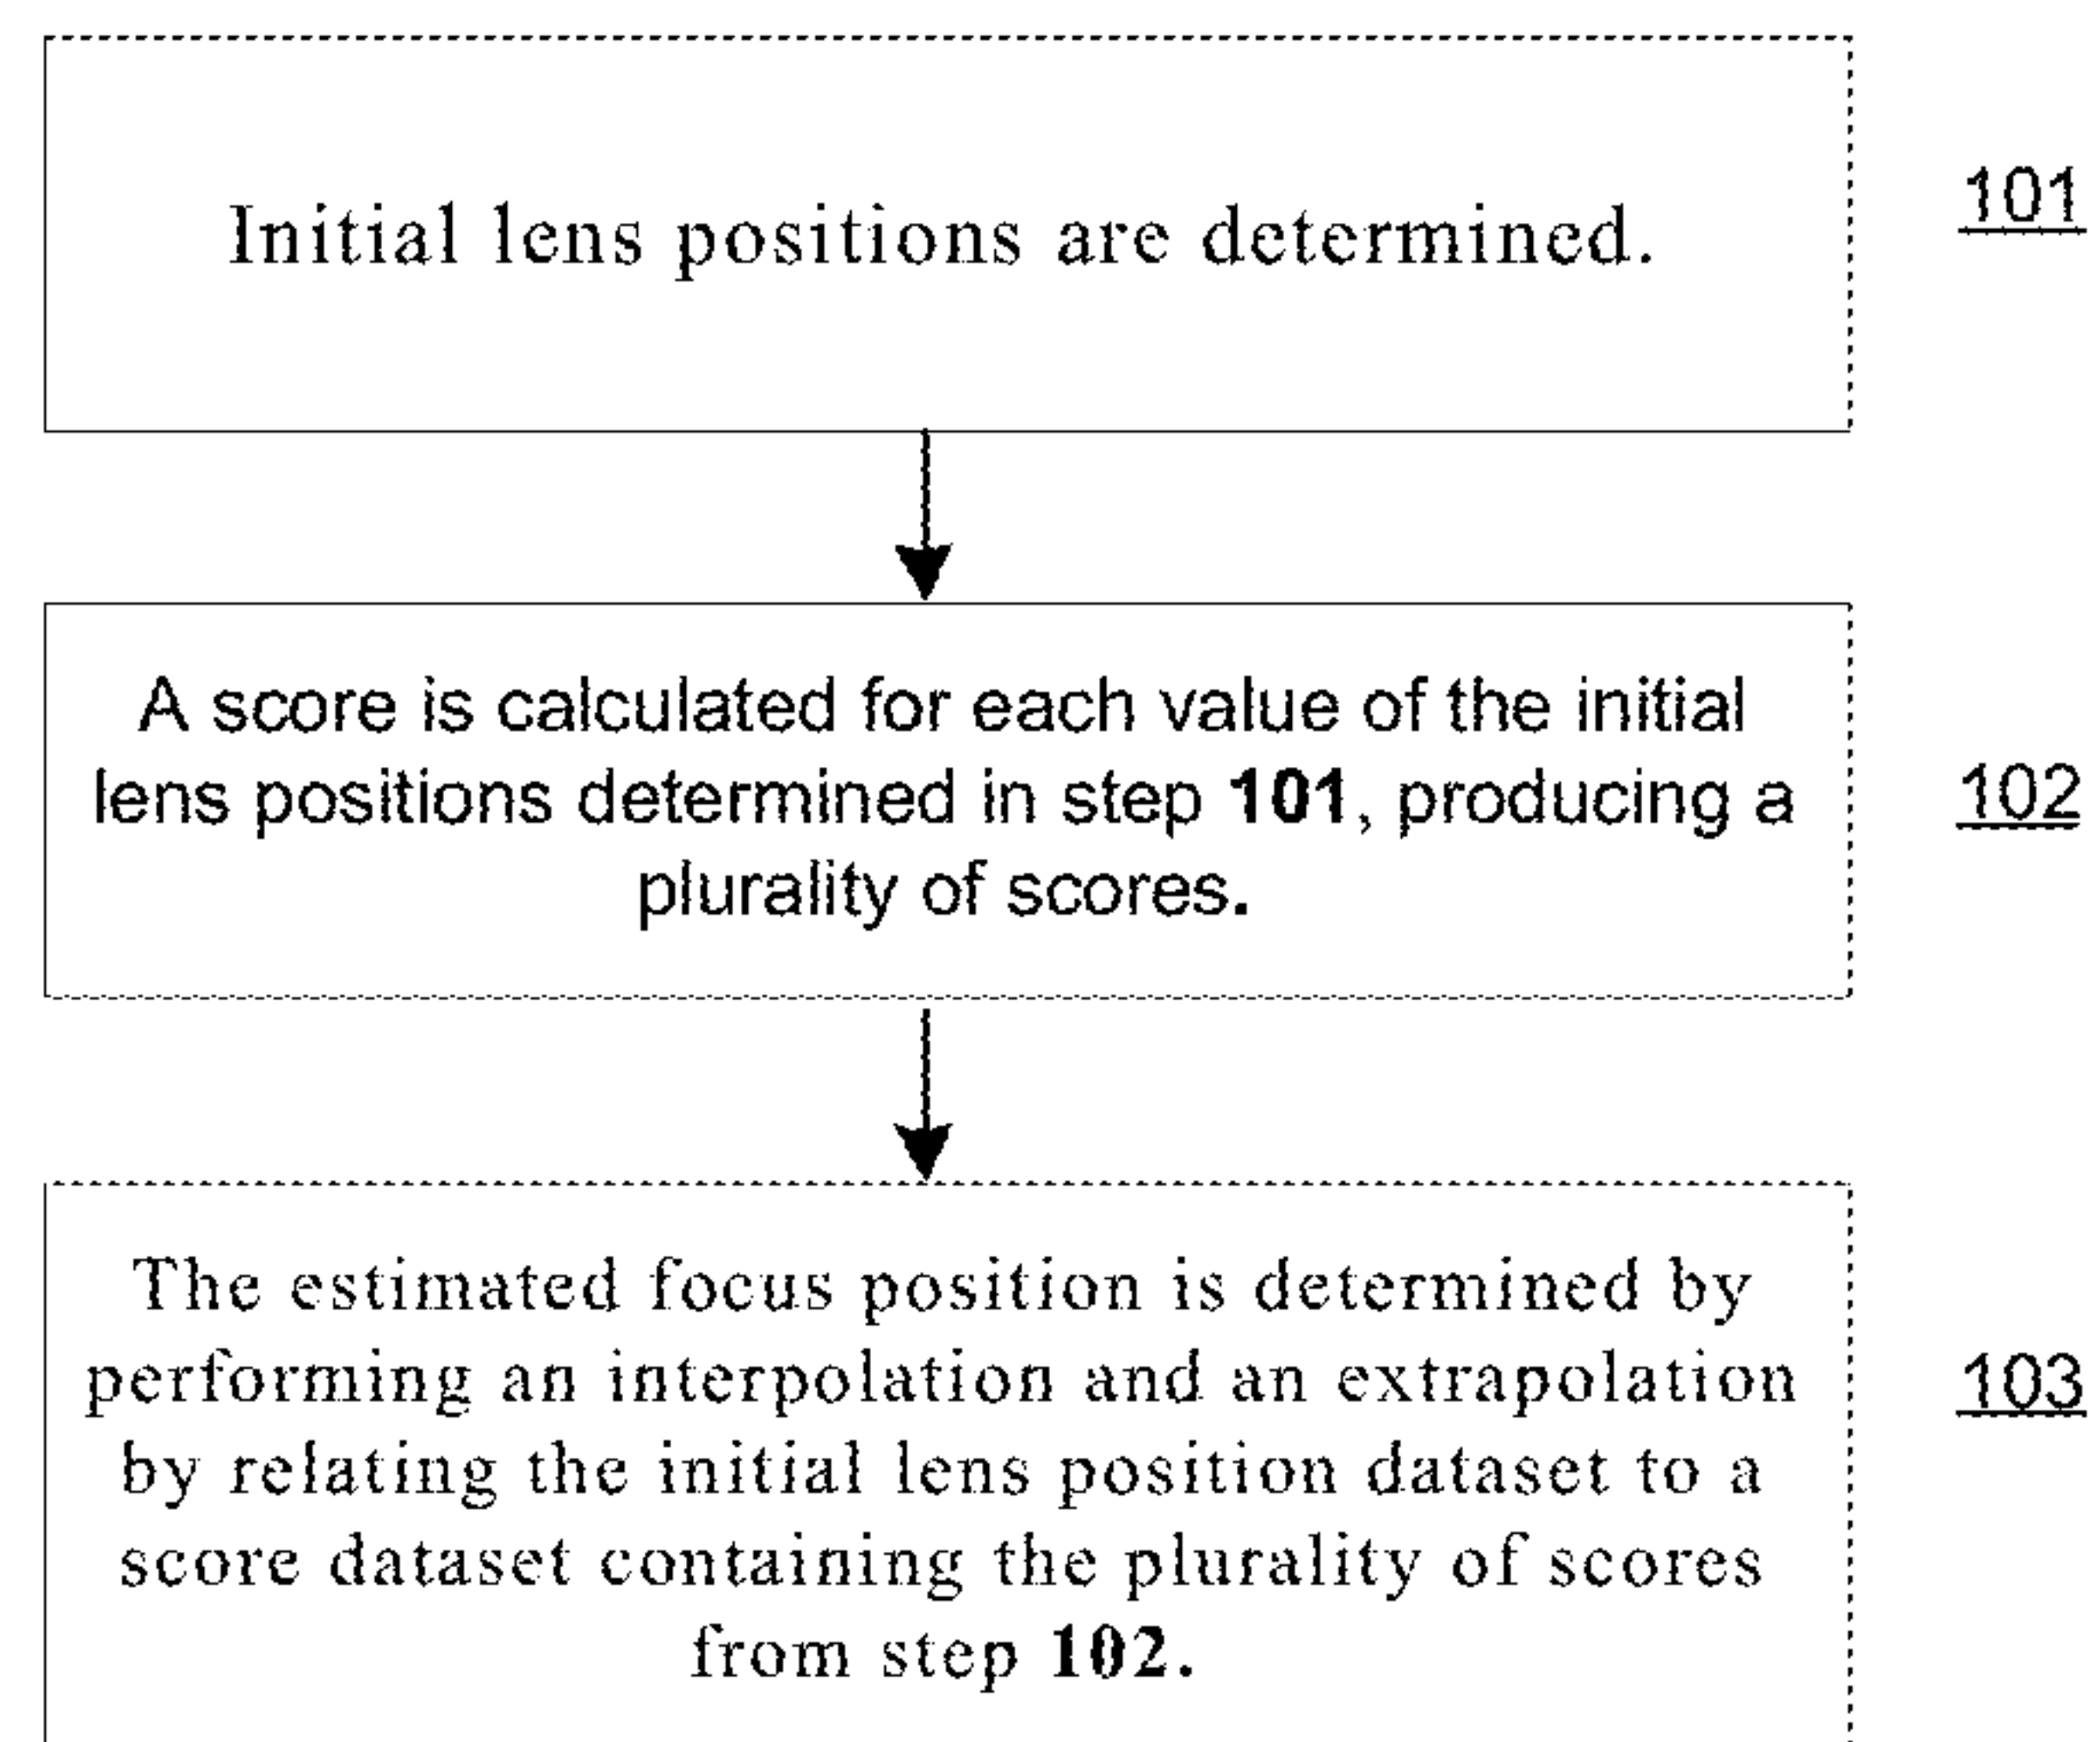 Initial lens positions are determined.
101
A score is calculated for each value of the initial
lens positions determined in step 101, producing a
plurality of scores.
102
The estimated focus position is determined by
performing an interpolation and an extrapolation
by relating the initial lens position dataset to a
score dataset containing the plurality of scores
from step 102.
103